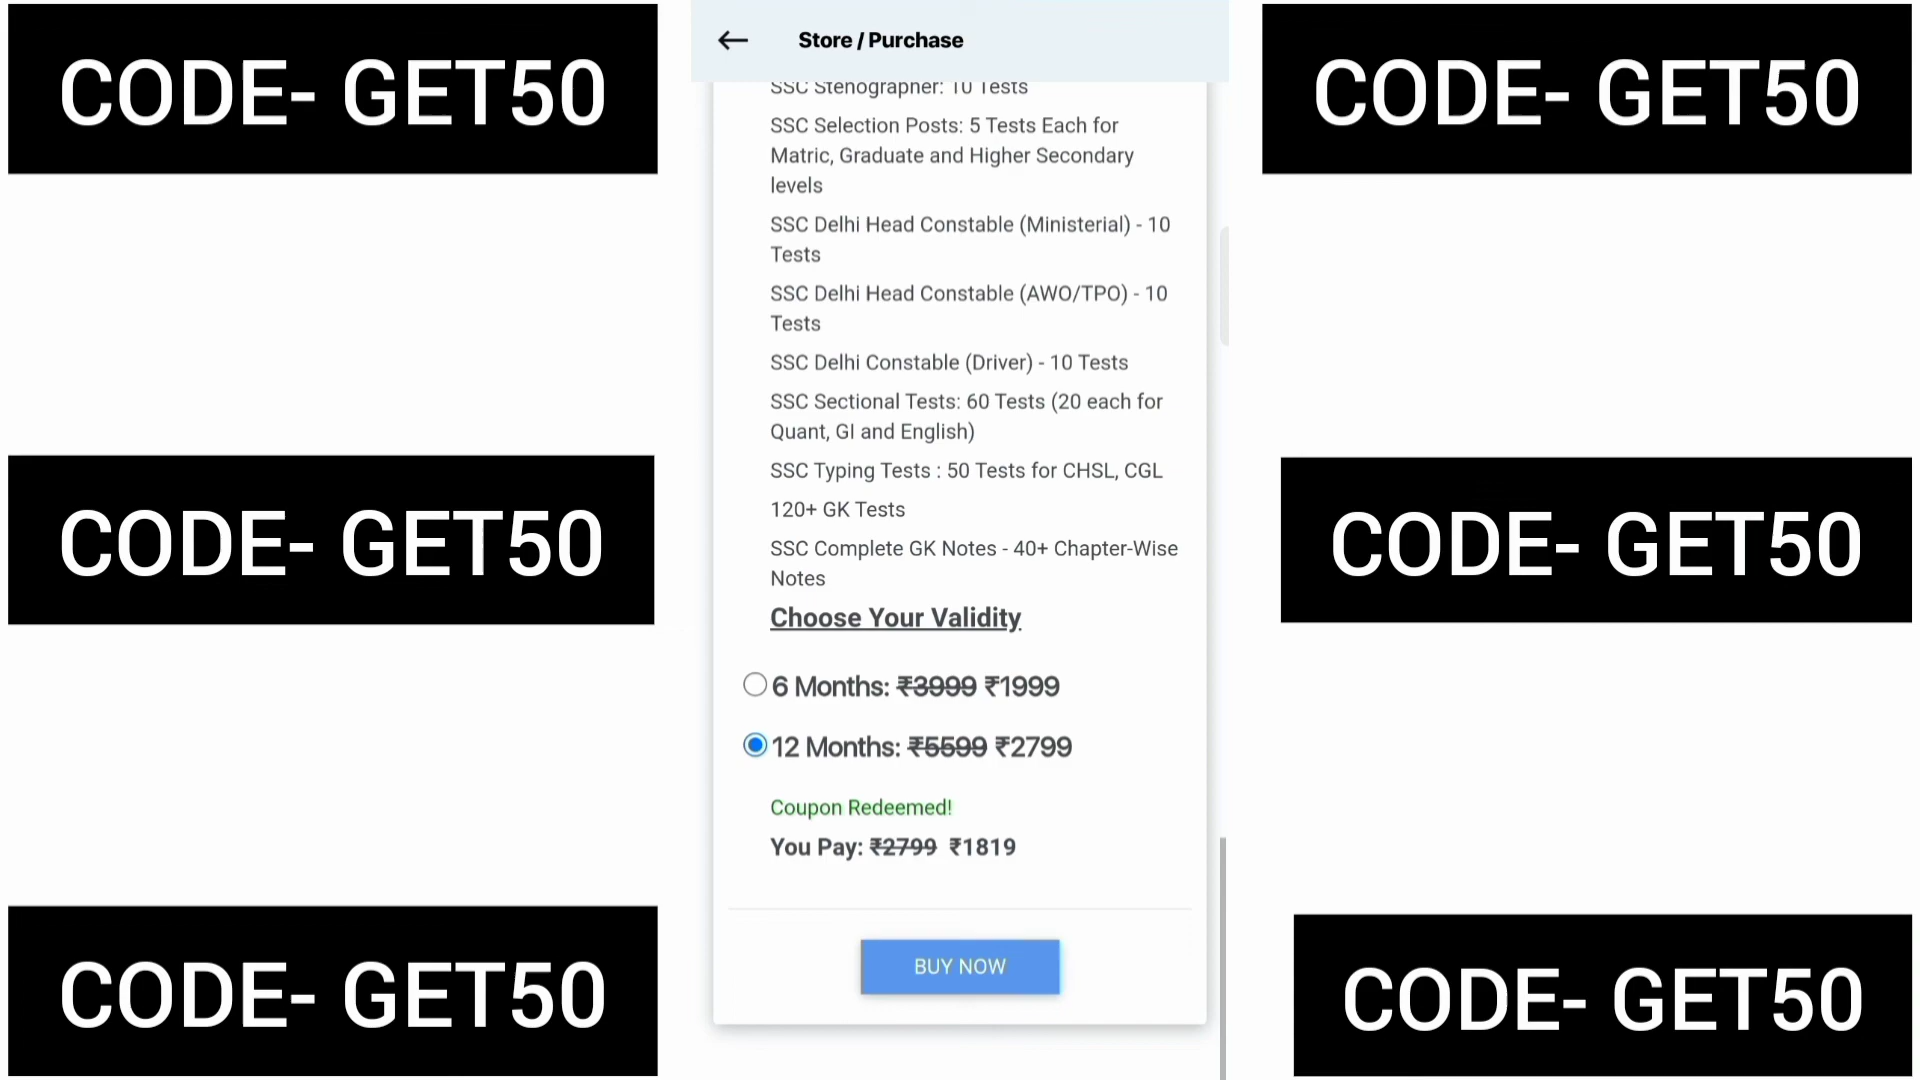 CODE- GET50
CODE- GET50
Store / Purchase
SSC Stenographer: 10 Tests
SSC Selection Posts: 5 Tests Each for
Matric, Graduate and Higher Secondary
levels
SSC Delhi Head Constable (Ministerial) - 10
Tests
SSC Delhi Head Constable (AWO/TPO) - 10
Tests
SSC Delhi Constable (Driver) - 10 Tests
SSC Sectional Tests: 60 Tests (20 each for
Quant, GI and English)
SSC Typing Tests : 50 Tests for CHSL, CGL
120+ GK Tests
SSC Complete GK Notes - 40+ Chapter-Wise
Notes
CODE- GET50
CODE- GET50
Choose Your Validity
6 Months: ₹3999 ₹1999
12 Months: ₹5599 ₹2799
Coupon Redeemed!
You Pay: ₹2799 ₹1819
BUY NOW
CODE- GET50
CODE- GET50